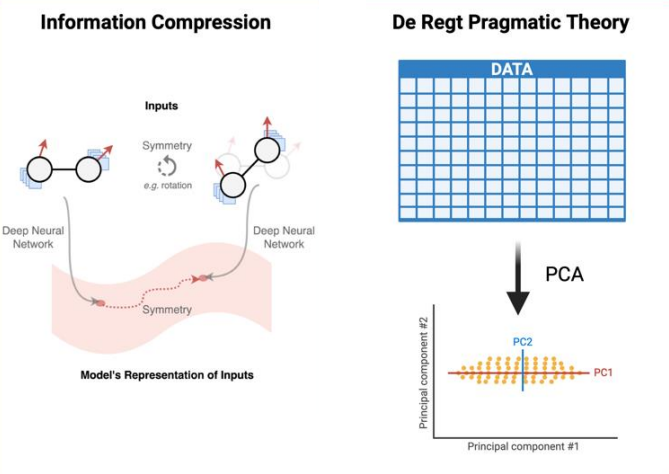 Information Compression
Inputs
Symmetry
e.g. rotation
Deep Neural
Network
Deep Neural
Network
Symmetry
Model's Representation of Inputs
De Regt Pragmatic Theory
DATA
PCA
Principal component #2
PC2
PC1
Principal component #1